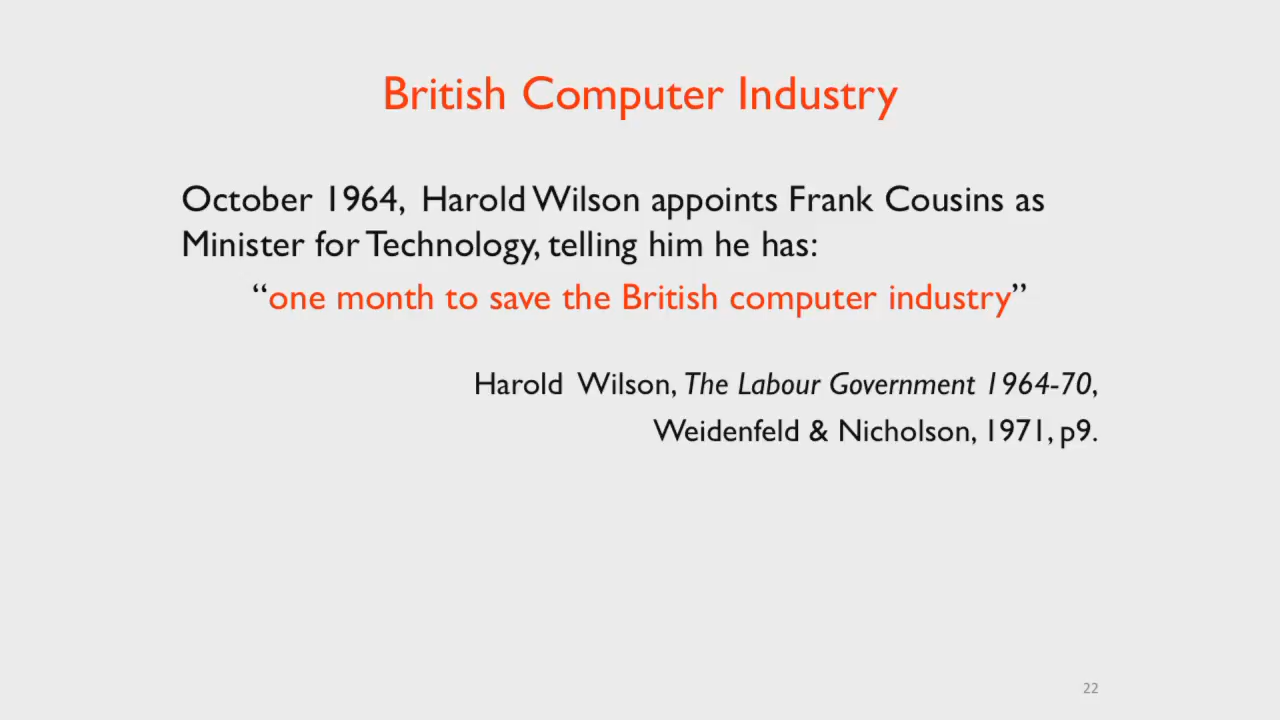 British Computer Industry
October 1964, Harold Wilson appoints Frank Cousins as
Minister for Technology, telling him he has:
“one month to save the British computer industry”
Harold Wilson, The Labour Government 1964-70,
Weidenfeld & Nicholson, 1971, p9.
22